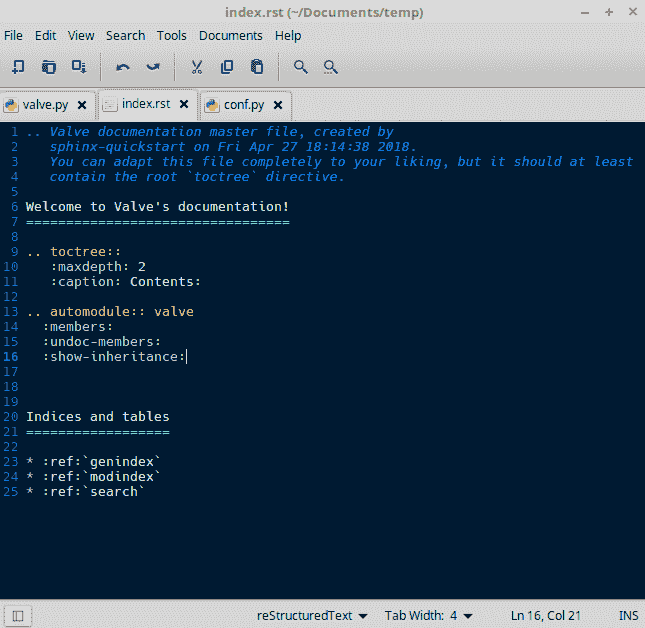 index.rst (~/Documents/temp)
File Edit View Search Tools Documents Help
valve.py index.rst conf.py
1 .. Valve documentation master file, created by
2    sphinx-quickstart on Fri Apr 27 18:14:38 2018.
3    You can adapt this file completely to your liking, but it should at least
4    contain the root `toctree` directive.
5
6 Welcome to Valve's documentation!
7 =================================
8
9 .. toctree::
10    :maxdepth: 2
11    :caption: Contents:
12
13 .. automodule:: valve
14   :members:
15   :undoc-members:
16   :show-inheritance:
17
18
19
20 Indices and tables
21 ==================
22
23 * :ref:`genindex`
24 * :ref:`modindex`
25 * :ref:`search`
reStructuredText Tab Width: 4 Ln 16, Col 21 INS